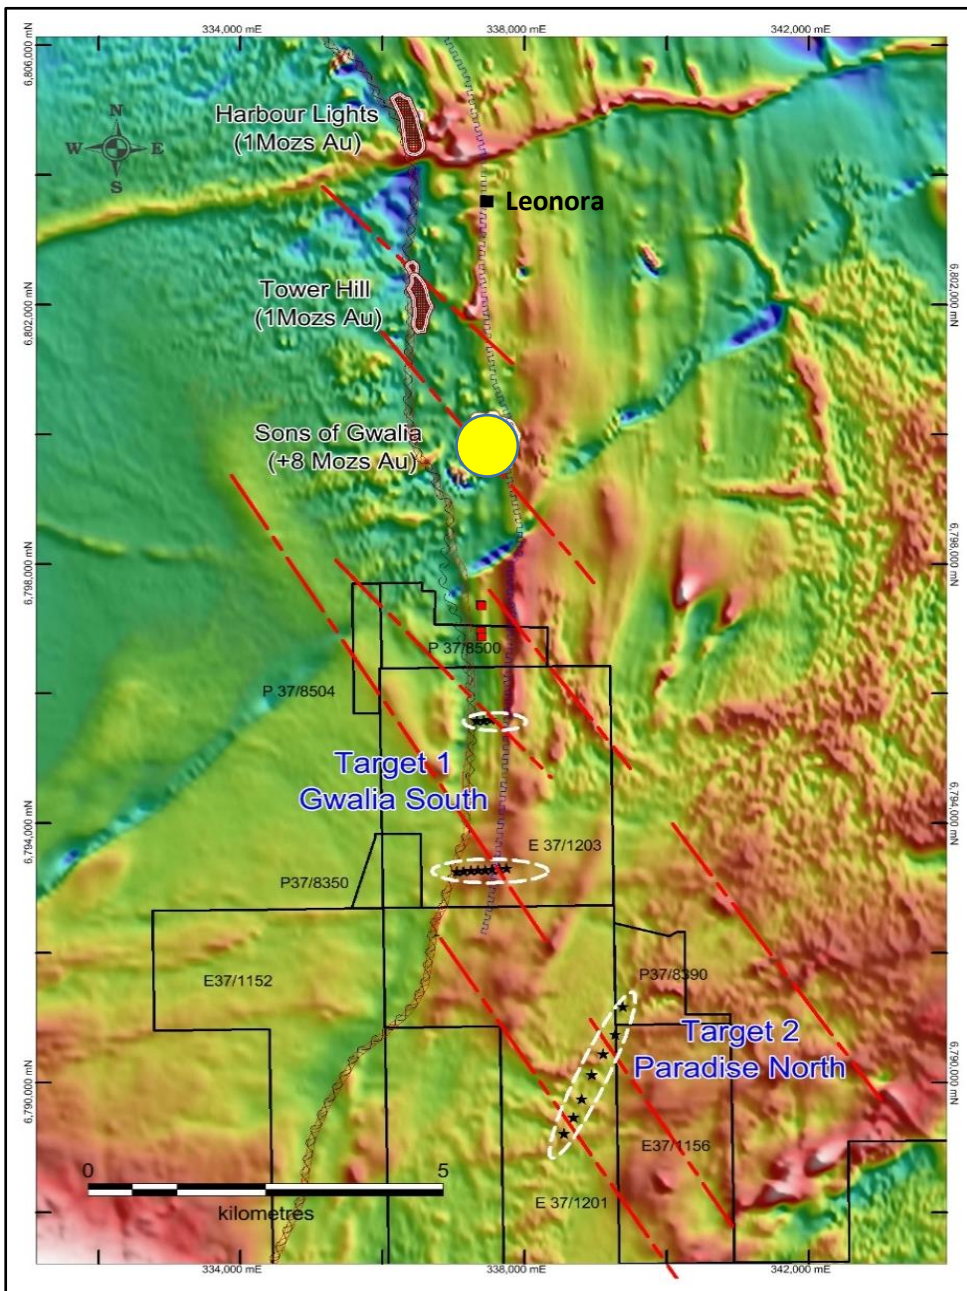 334,000 mE
338,000 mE
342,000 mE
6,806,000 mN
N
W
E
S
Harbour Lights
(1Mozs Au)
Leonora
Tower Hill
(1Mozs Au)
6,802,000 mN
6,802,000 mN
Sons of Gwalia
(+8 Mozs Au)
6,798,000 mN
6,798,000 mN
P 37/8500
P 37/8504
Target 1
Gwalia South
6,794,000 mN
6,794,000 mN
E 37/1203
P37/8350
E37/1152
P37/8390
Target 2
Paradise North
6,790,000 mN
6,790,000 mN
E37/1156
E 37/1201
0
5
kilometres
334,000 mE
338,000 mE
342,000 mE